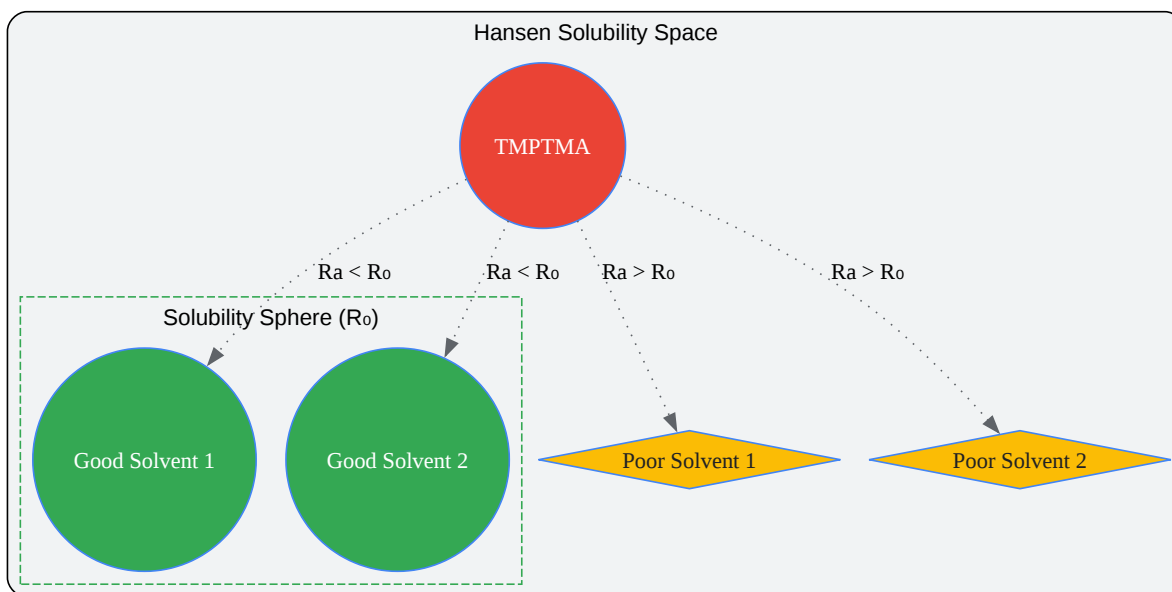 Hansen Solubility Space
TMPTMA
Ra < R₀
Ra < R₀
Ra > R₀
Ra > R₀
Solubility Sphere (R₀)
Good Solvent 1
Good Solvent 2
Poor Solvent 1
Poor Solvent 2